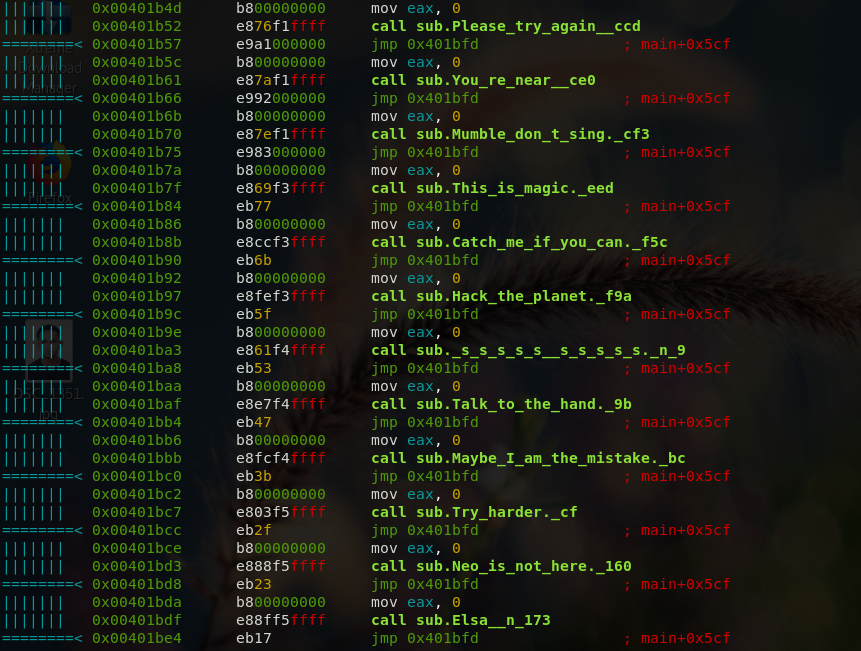 ||||||| 0x00401b4d b800000000 mov eax, 0
||||||| 0x00401b52 e876f1ffff call sub.Please_try_again__ccd
========< 0x00401b57 e9a1000000 jmp 0x401bfd ; main+0x5cf
||||||| 0x00401b5c b800000000 mov eax, 0
||||||| 0x00401b61 e87af1ffff call sub.You_re_near__ce0
========< 0x00401b66 e992000000 jmp 0x401bfd ; main+0x5cf
||||||| 0x00401b6b b800000000 mov eax, 0
||||||| 0x00401b70 e87ef1ffff call sub.Mumble_don_t_sing._cf3
========< 0x00401b75 e983000000 jmp 0x401bfd ; main+0x5cf
||||||| 0x00401b7a b800000000 mov eax, 0
||||||| 0x00401b7f e869f3ffff call sub.This_is_magic._eed
========< 0x00401b84 eb77 jmp 0x401bfd ; main+0x5cf
||||||| 0x00401b86 b800000000 mov eax, 0
||||||| 0x00401b8b e8ccf3ffff call sub.Catch_me_if_you_can._f5c
========< 0x00401b90 eb6b jmp 0x401bfd ; main+0x5cf
||||||| 0x00401b92 b800000000 mov eax, 0
||||||| 0x00401b97 e8fef3ffff call sub.Hack_the_planet._f9a
========< 0x00401b9c eb5f jmp 0x401bfd ; main+0x5cf
||||||| 0x00401b9e b800000000 mov eax, 0
||||||| 0x00401ba3 e861f4ffff call sub._s_s_s_s_s__s_s_s_s_s._n_9
========< 0x00401ba8 eb53 jmp 0x401bfd ; main+0x5cf
||||||| 0x00401baa b800000000 mov eax, 0
||||||| 0x00401baf e8e7f4ffff call sub.Talk_to_the_hand._9b
========< 0x00401bb4 eb47 jmp 0x401bfd ; main+0x5cf
||||||| 0x00401bb6 b800000000 mov eax, 0
||||||| 0x00401bbb e8fcf4ffff call sub.Maybe_I_am_the_mistake._bc
========< 0x00401bc0 eb3b jmp 0x401bfd ; main+0x5cf
||||||| 0x00401bc2 b800000000 mov eax, 0
||||||| 0x00401bc7 e803f5ffff call sub.Try_harder._cf
========< 0x00401bcc eb2f jmp 0x401bfd ; main+0x5cf
||||||| 0x00401bce b800000000 mov eax, 0
||||||| 0x00401bd3 e888f5ffff call sub.Neo_is_not_here._160
========< 0x00401bd8 eb23 jmp 0x401bfd ; main+0x5cf
||||||| 0x00401bda b800000000 mov eax, 0
||||||| 0x00401bdf e88ff5ffff call sub.Elsa__n_173
========< 0x00401be4 eb17 jmp 0x401bfd ; main+0x5cf